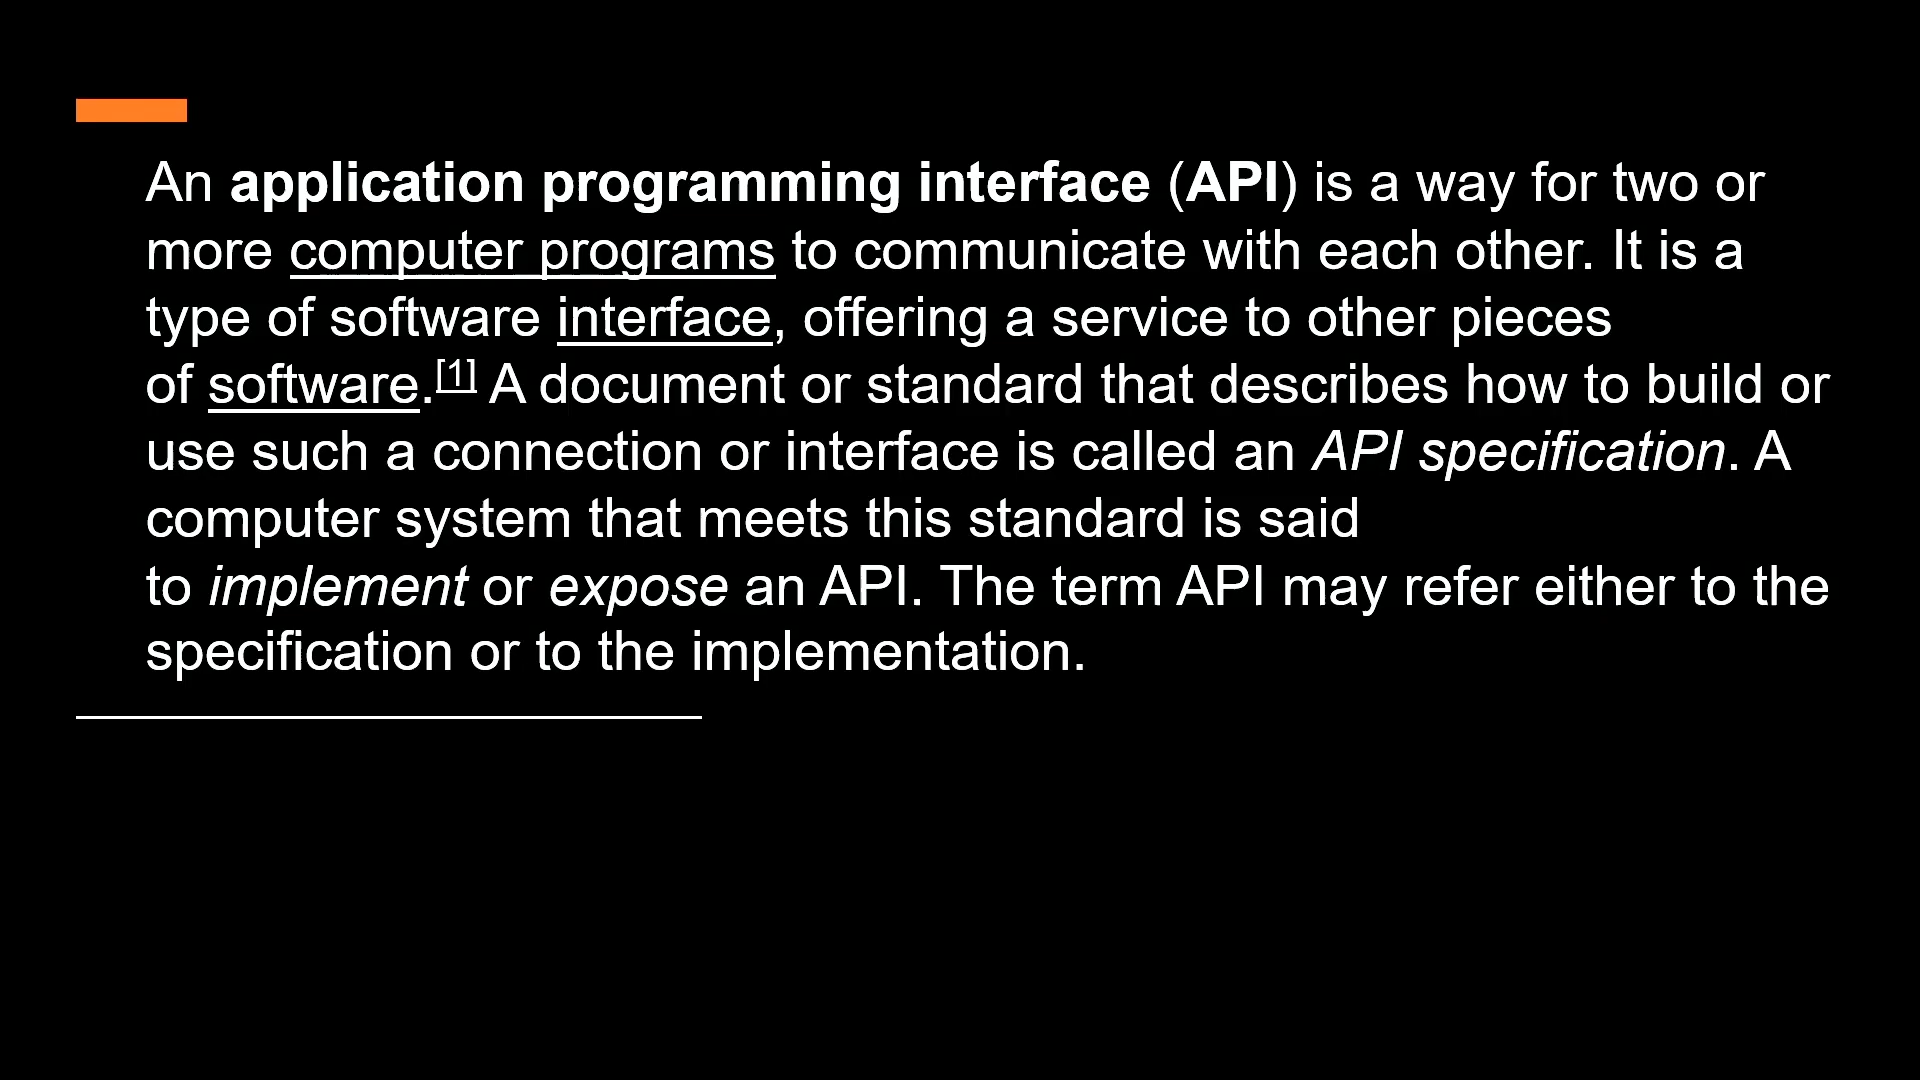 An application programming interface (API) is a way for two or
more computer programs to communicate with each other. It is a
type of software interface, offering a service to other pieces
of software.[1] A document or standard that describes how to build or
use such a connection or interface is called an API specification. A
computer system that meets this standard is said
to implement or expose an API. The term API may refer either to the
specification or to the implementation.